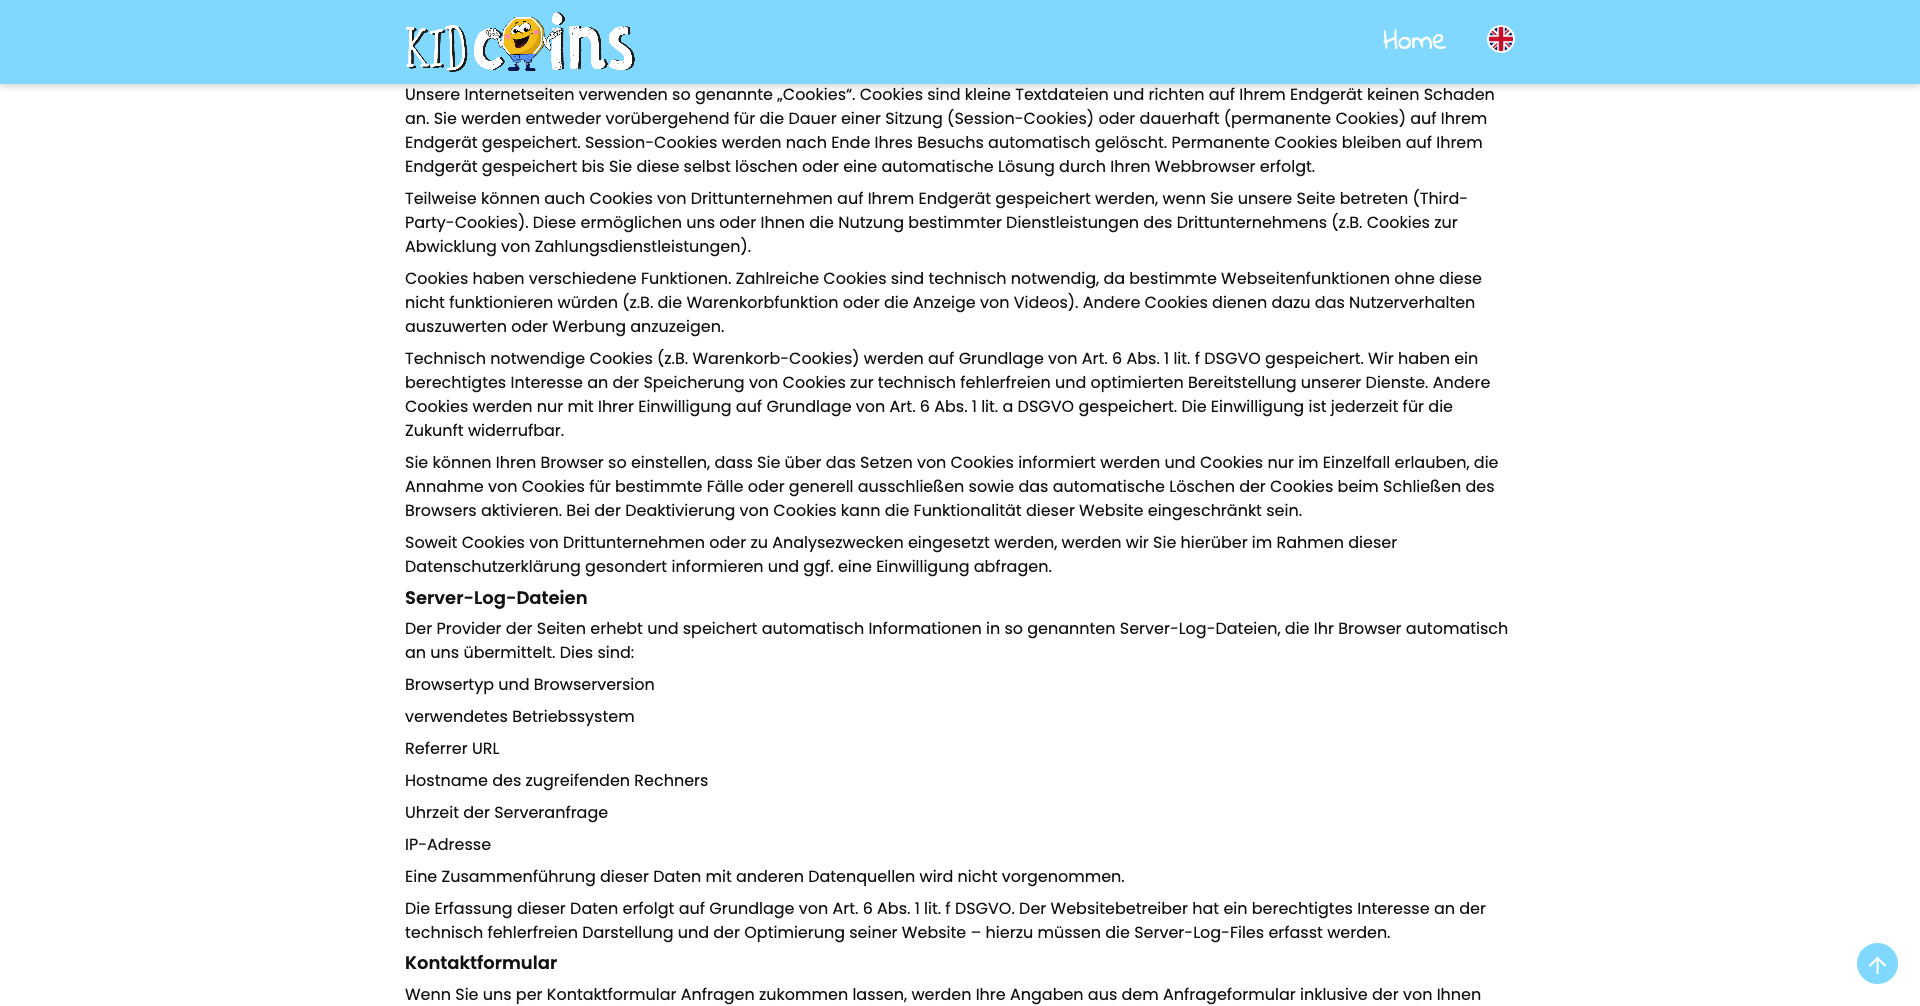 KID coins
Home
Unsere Internetseiten verwenden so genannte „Cookies“. Cookies sind kleine Textdateien und richten auf Ihrem Endgerät keinen Schaden
an. Sie werden entweder vorübergehend für die Dauer einer Sitzung (Session-Cookies) oder dauerhaft (permanente Cookies) auf Ihrem
Endgerät gespeichert. Session-Cookies werden nach Ende Ihres Besuchs automatisch gelöscht. Permanente Cookies bleiben auf Ihrem
Endgerät gespeichert bis Sie diese selbst löschen oder eine automatische Lösung durch Ihren Webbrowser erfolgt.
Teilweise können auch Cookies von Drittunternehmen auf Ihrem Endgerät gespeichert werden, wenn Sie unsere Seite betreten (Third-
Party-Cookies). Diese ermöglichen uns oder Ihnen die Nutzung bestimmter Dienstleistungen des Drittunternehmens (z.B. Cookies zur
Abwicklung von Zahlungsdienstleistungen).
Cookies haben verschiedene Funktionen. Zahlreiche Cookies sind technisch notwendig, da bestimmte Webseitenfunktionen ohne diese
nicht funktionieren würden (z.B. die Warenkorbfunktion oder die Anzeige von Videos). Andere Cookies dienen dazu das Nutzerverhalten
auszuwerten oder Werbung anzuzeigen.
Technisch notwendige Cookies (z.B. Warenkorb-Cookies) werden auf Grundlage von Art. 6 Abs. 1 lit. f DSGVO gespeichert. Wir haben ein
berechtigtes Interesse an der Speicherung von Cookies zur technisch fehlerfreien und optimierten Bereitstellung unserer Dienste. Andere
Cookies werden nur mit Ihrer Einwilligung auf Grundlage von Art. 6 Abs. 1 lit. a DSGVO gespeichert. Die Einwilligung ist jederzeit für die
Zukunft widerrufbar.
Sie können Ihren Browser so einstellen, dass Sie über das Setzen von Cookies informiert werden und Cookies nur im Einzelfall erlauben, die
Annahme von Cookies für bestimmte Fälle oder generell ausschließen sowie das automatische Löschen der Cookies beim Schließen des
Browsers aktivieren. Bei der Deaktivierung von Cookies kann die Funktionalität dieser Website eingeschränkt sein.
Soweit Cookies von Drittunternehmen oder zu Analysezwecken eingesetzt werden, werden wir Sie hierüber im Rahmen dieser
Datenschutzerklärung gesondert informieren und ggf. eine Einwilligung abfragen.
Server-Log-Dateien
Der Provider der Seiten erhebt und speichert automatisch Informationen in so genannten Server-Log-Dateien, die Ihr Browser automatisch
an uns übermittelt. Dies sind:
Browsertyp und Browserversion
verwendetes Betriebssystem
Referrer URL
Hostname des zugreifenden Rechners
Uhrzeit der Serveranfrage
IP-Adresse
Eine Zusammenführung dieser Daten mit anderen Datenquellen wird nicht vorgenommen.
Die Erfassung dieser Daten erfolgt auf Grundlage von Art. 6 Abs. 1 lit. f DSGVO. Der Websitebetreiber hat ein berechtigtes Interesse an der
technisch fehlerfreien Darstellung und der Optimierung seiner Website – hierzu müssen die Server-Log-Files erfasst werden.
Kontaktformular
Wenn Sie uns per Kontaktformular Anfragen zukommen lassen, werden Ihre Angaben aus dem Anfrageformular inklusive der von Ihnen